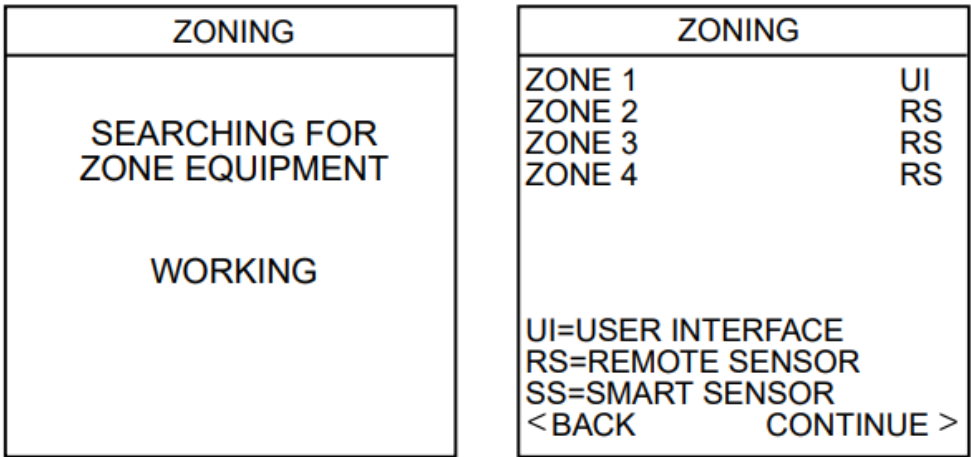 ZONING
SEARCHING FOR
ZONE EQUIPMENT
WORKING
ZONING
ZONE 1 UI
ZONE 2 RS
ZONE 3 RS
ZONE 4 RS
UI=USER INTERFACE
RS=REMOTE SENSOR
SS=SMART SENSOR
<BACK CONTINUE >